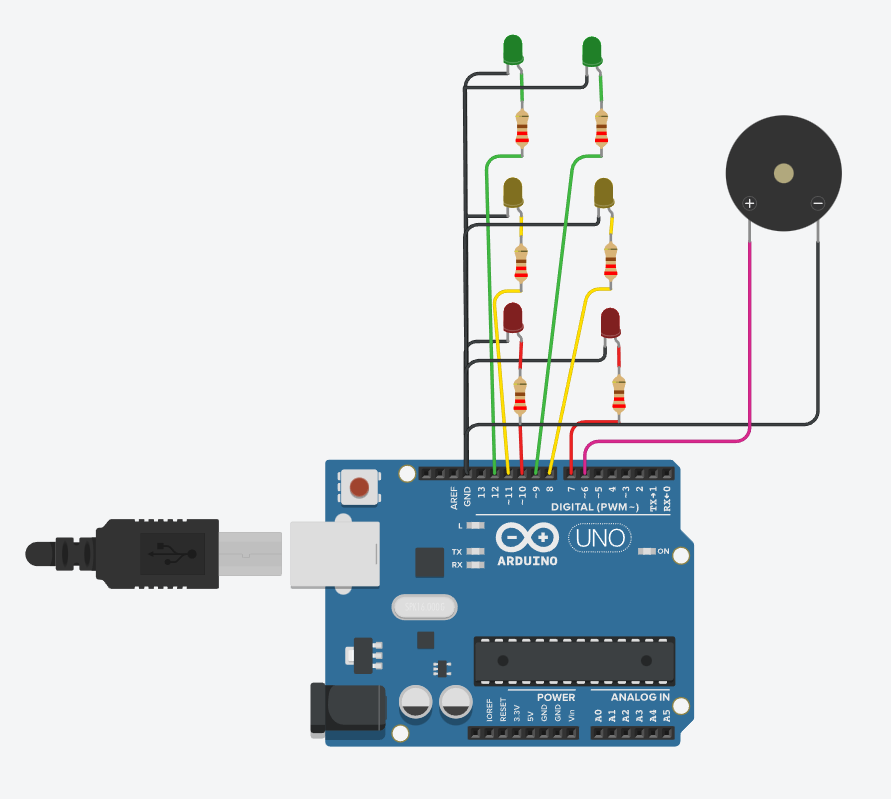 + −
AREF
GND
13
12
~11
~10
~9
8
7
~6
~5
4
~3
2
TX→1
RX←0
DIGITAL (PWM~)
L
TX
RX
ARDUINO
UNO
ON
POWER
ANALOG IN
IOREF
RESET
3.3V
5V
GND
GND
Vin
A0
A1
A2
A3
A4
A5